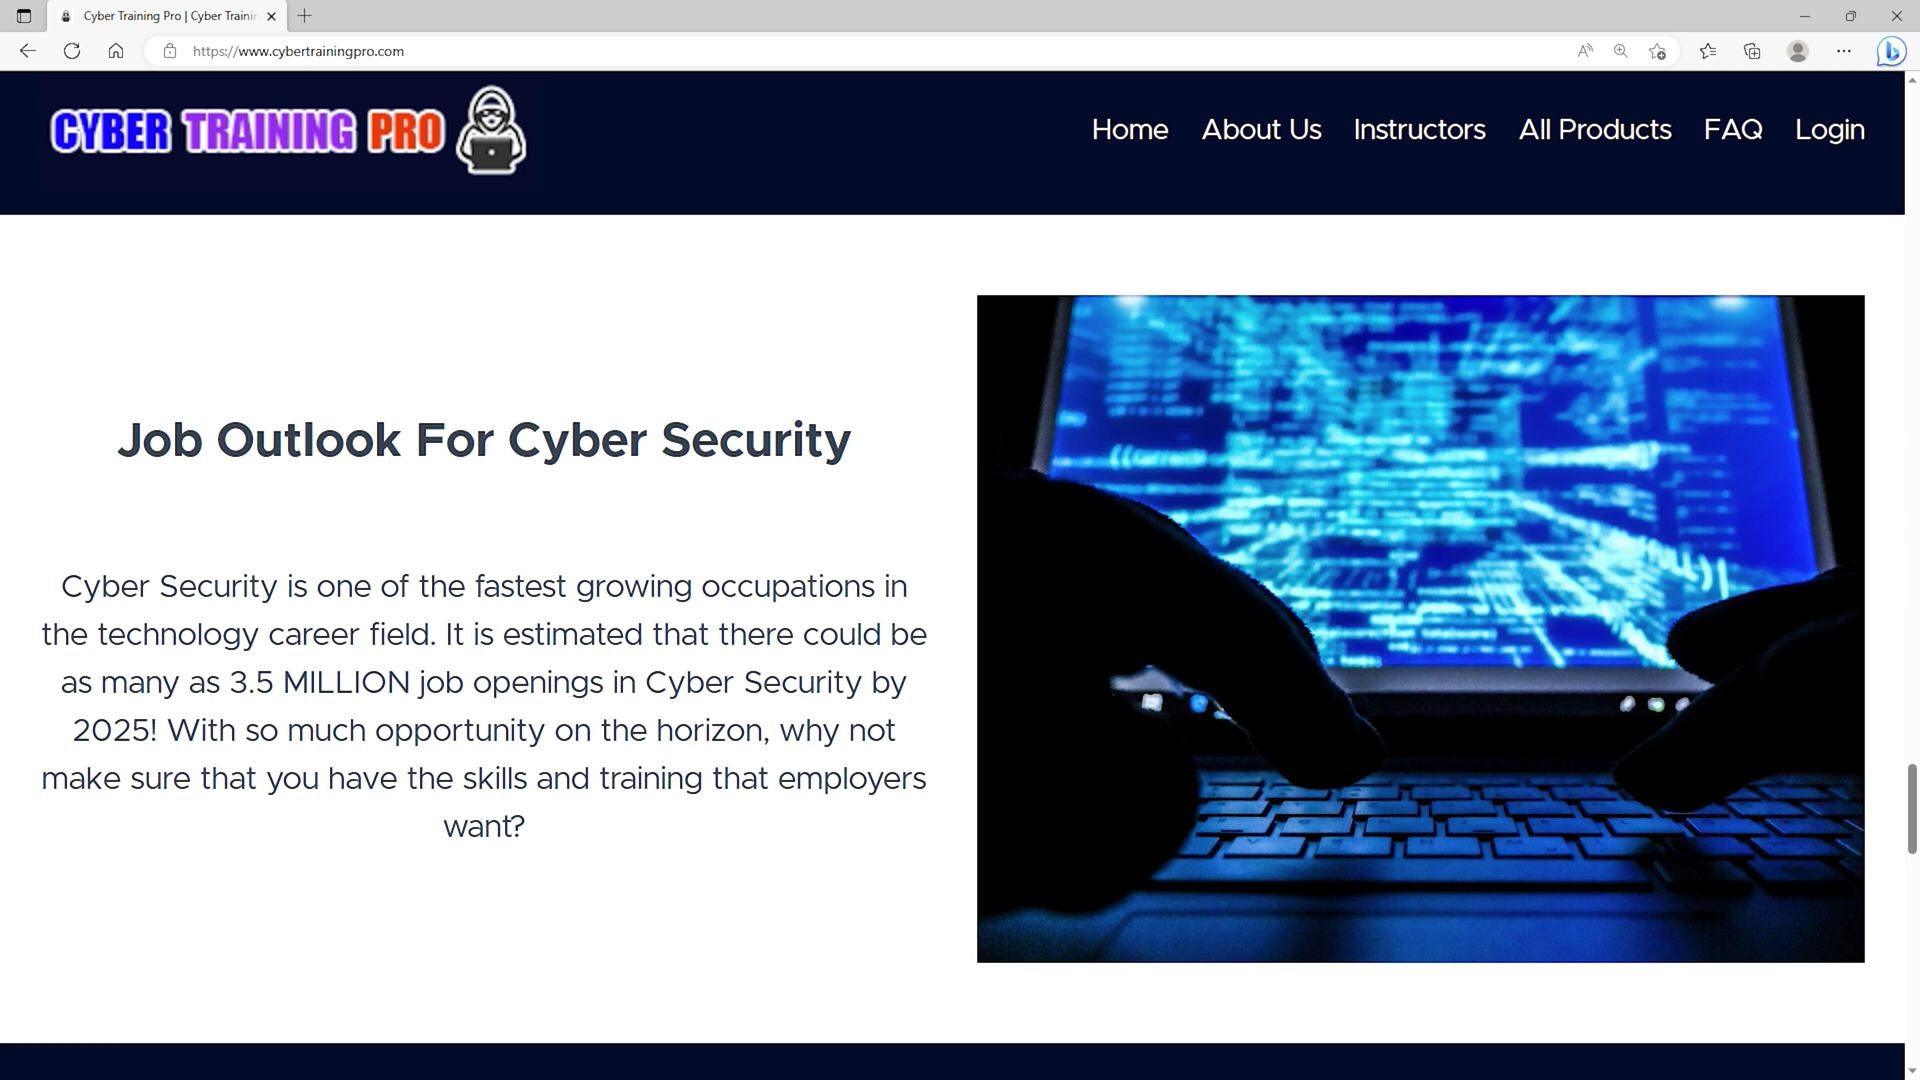 Cyber Training Pro | Cyber Trainin
https://www.cybertrainingpro.com
CYBER TRAINING PRO
Home About Us Instructors All Products FAQ Login
Job Outlook For Cyber Security
Cyber Security is one of the fastest growing occupations in
the technology career field. It is estimated that there could be
as many as 3.5 MILLION job openings in Cyber Security by
2025! With so much opportunity on the horizon, why not
make sure that you have the skills and training that employers
want?